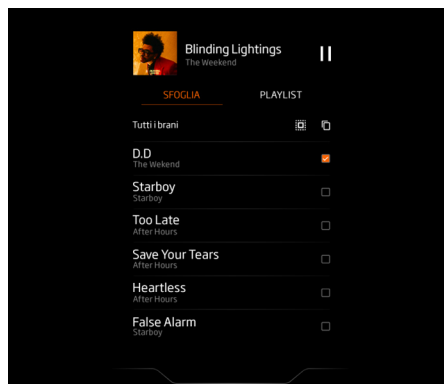 Blinding Lightings
The Weekend
SFOGLIA PLAYLIST
Tutti i brani
D.D
The Wekend
Starboy
Starboy
Too Late
After Hours
Save Your Tears
After Hours
Heartless
After Hours
False Alarm
Starboy